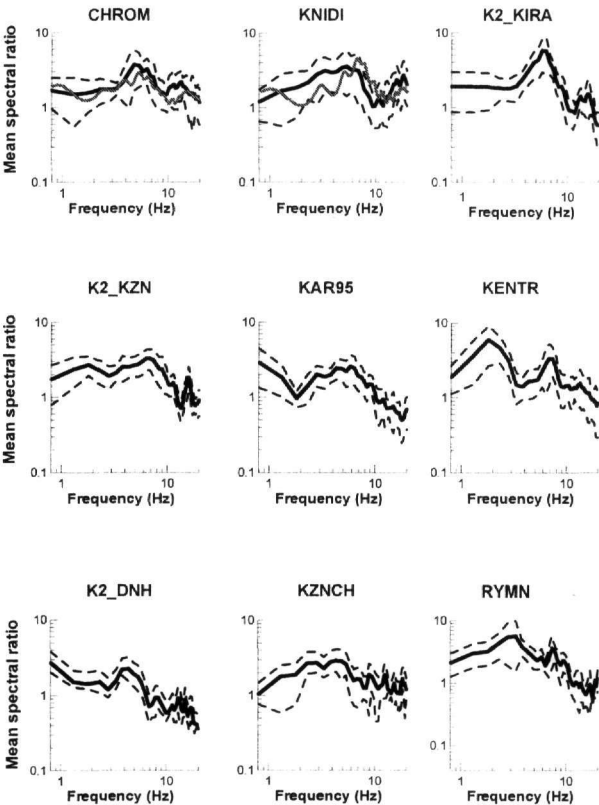 CHROM
KNIDI
K2_KIRA
Mean spectral ratio
10
1
0.1
1
10
Frequency (Hz)
10
1
0.1
1
10
Frequency (Hz)
10
1
0.1
1
10
Frequency (Hz)
K2_KZN
KAR95
KENTR
Mean spectral ratio
10
1
0.1
1
10
Frequency (Hz)
10
1
0.1
1
10
Frequency (Hz)
10
1
0.1
1
10
Frequency (Hz)
K2_DNH
KZNCH
RYMN
Mean spectral ratio
10
1
0.1
1
10
Frequency (Hz)
10
1
0.1
1
10
Frequency (Hz)
10
1
0.1
1
10
Frequency (Hz)